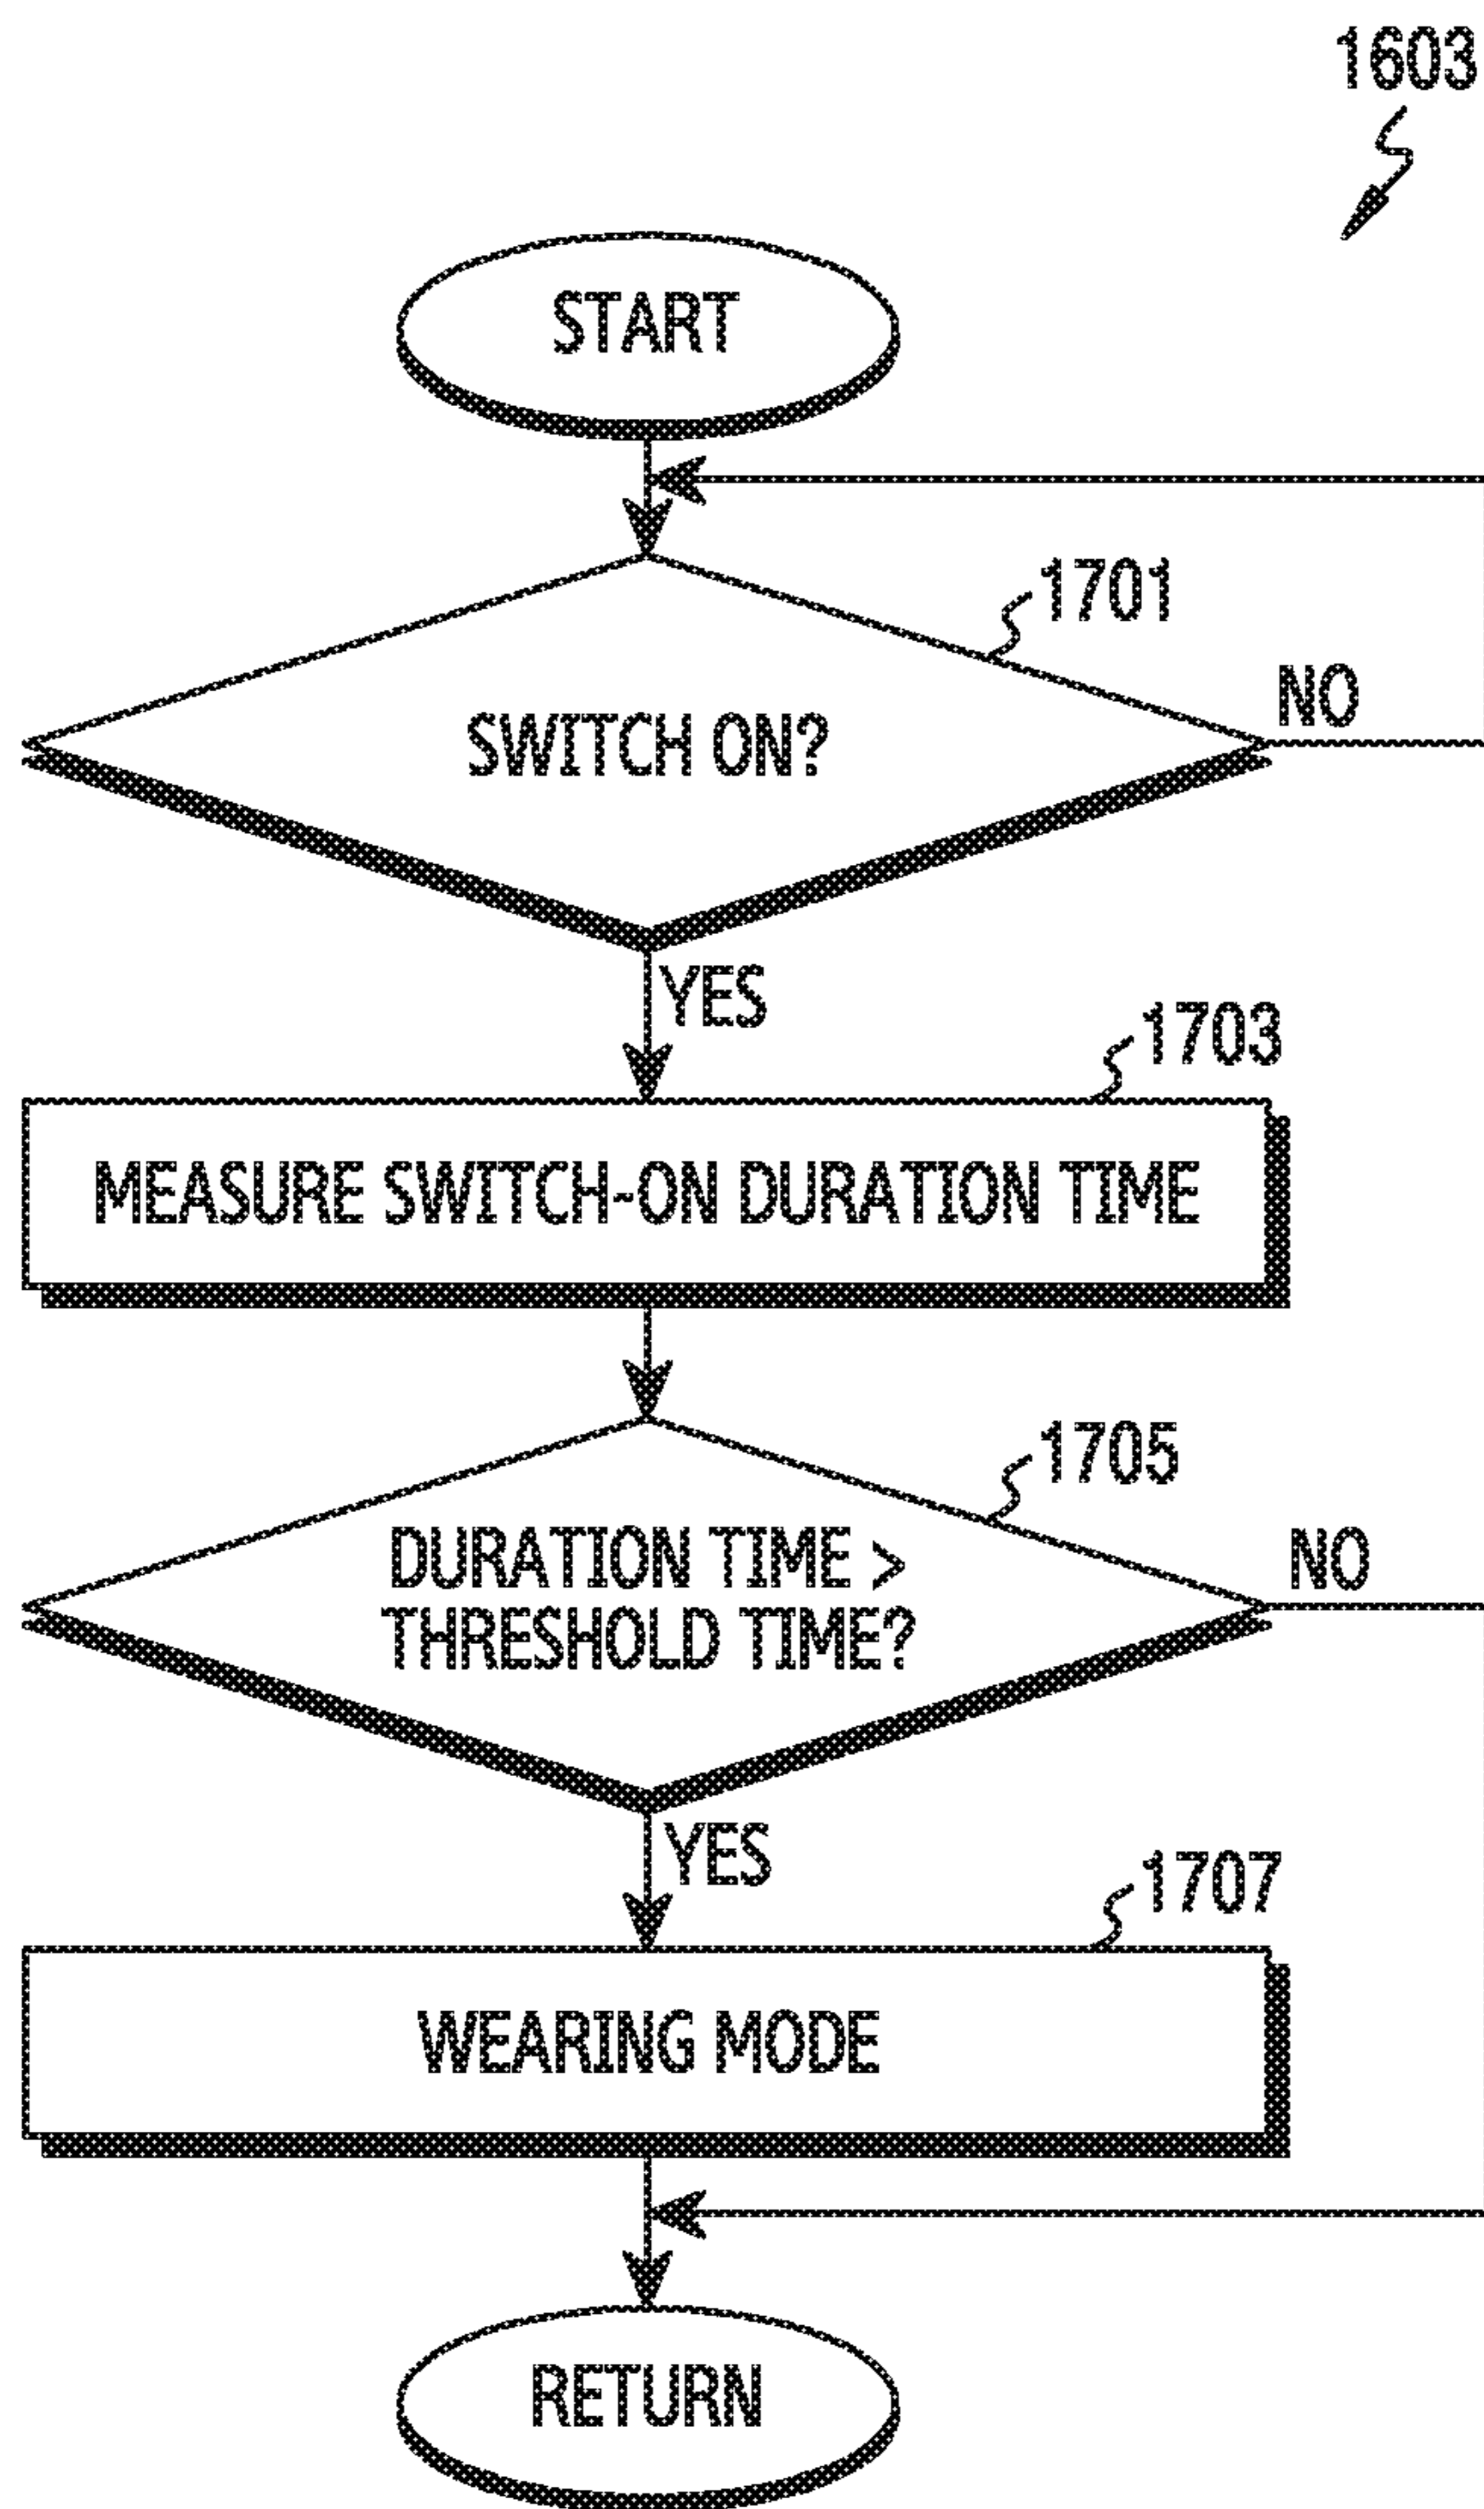 1603
START
1701
NO
SWITCH ON?
YES
1703
MEASURE SWITCH-ON DURATION TIME
1705
DURATION TIME >
THRESHOLD TIME?
NO
YES
1707
WEARING MODE
RETURN